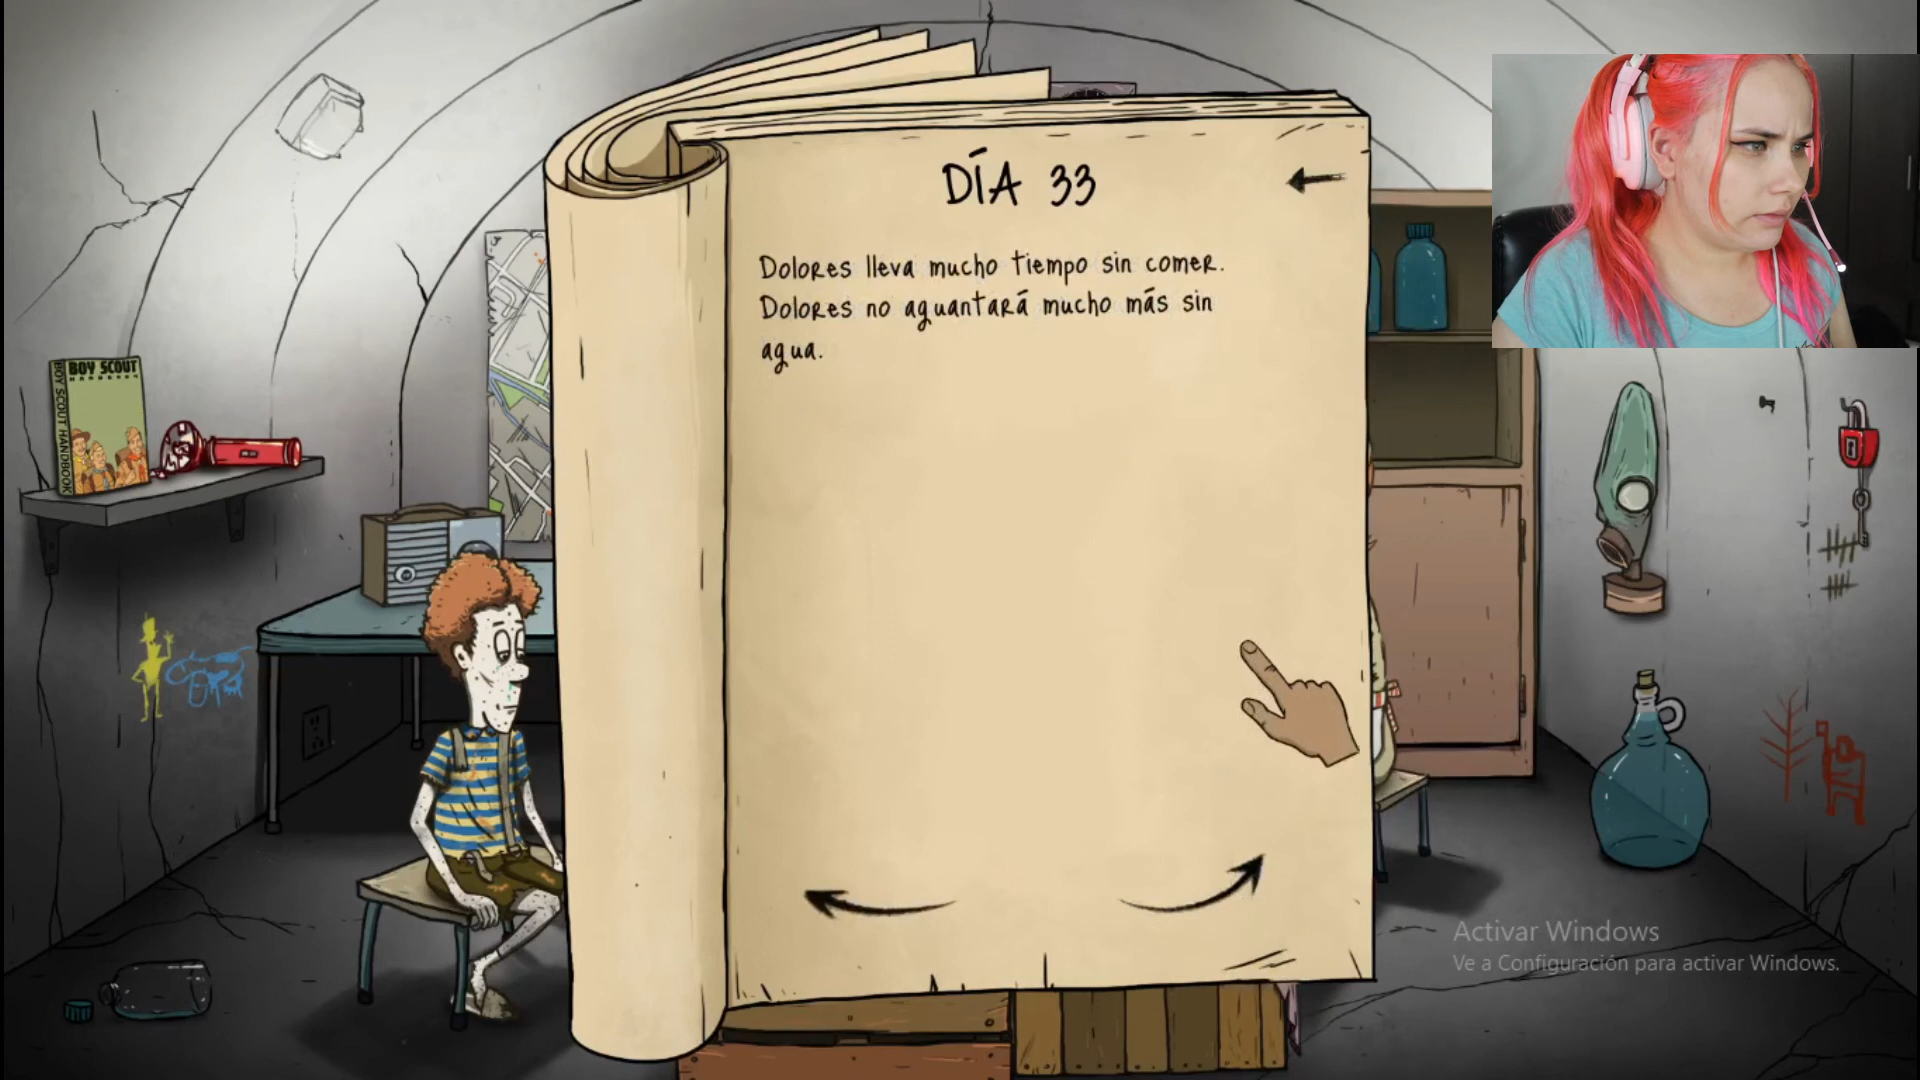 DÍA 33
Dolores lleva mucho tiempo sin comer.
Dolores no aguantará mucho más sin
agua.
BOY SCOUT
HANDBOOK
BOY SCOUT HANDBOOK
Activar Windows
Ve a Configuración para activar Windows.